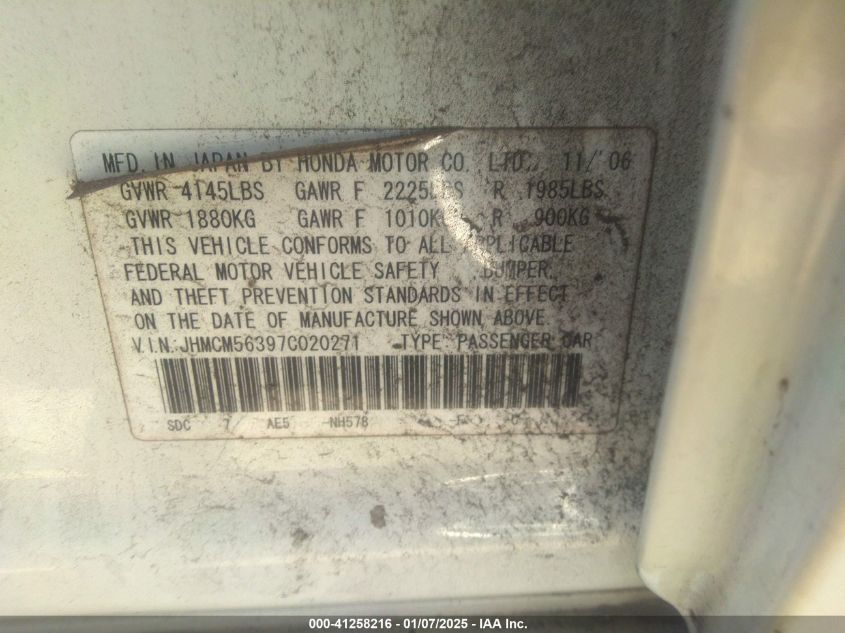 MFD. IN JAPAN BY HONDA MOTOR CO. LTD. 11/'06
GVWR 4145LBS GAWR F 2225LBS R 1985LBS
GVWR 1880KG GAWR F 1010KG R 900KG
THIS VEHICLE CONFORMS TO ALL APPLICABLE
FEDERAL MOTOR VEHICLE SAFETY BUMPER,
AND THEFT PREVENTION STANDARDS IN EFFECT
ON THE DATE OF MANUFACTURE SHOWN ABOVE.
V.I.N: JHMCM56397C020271 TYPE PASSENGER CAR
SDC 7 AE5 NH578
000-41258216 - 01/07/2025 - IAA Inc.